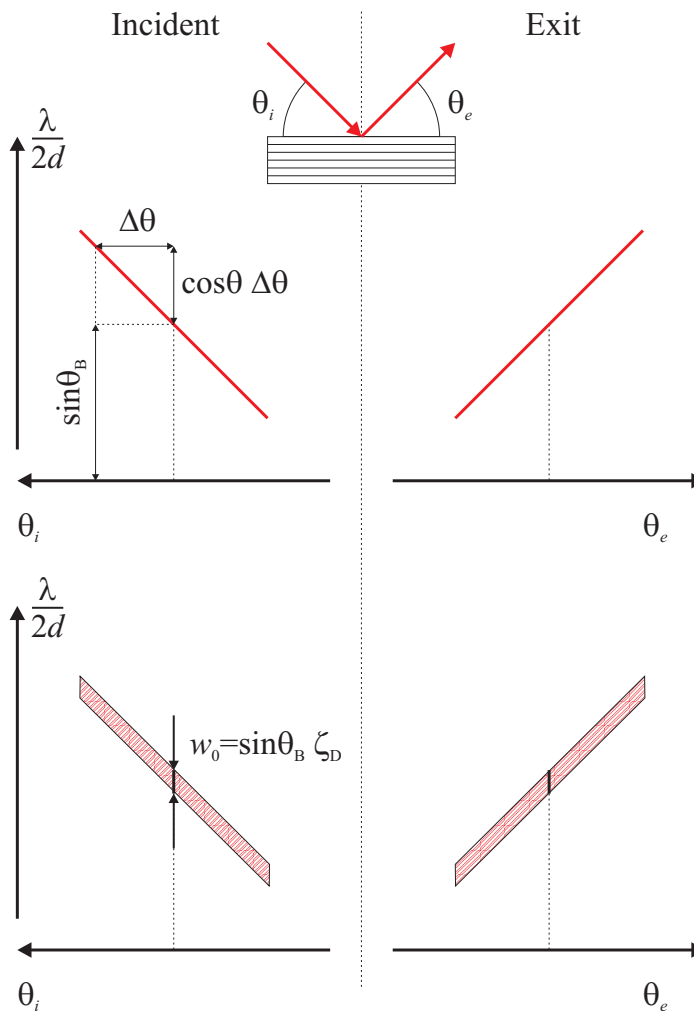 Incident Exit
θi θe
λ/2d
Δθ
cosθ Δθ
sinθB
θi θe
λ/2d
w0=sinθB ζD
θi θe